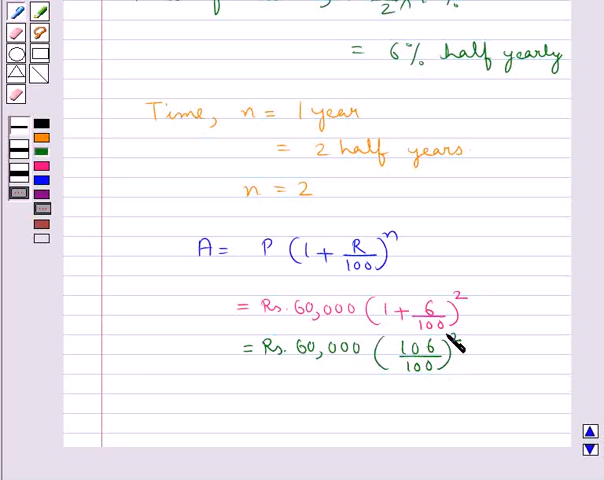 = 6% half yearly
Time, n = 1 year
= 2 half years.
n = 2
A = P (1 + R/100)^n
= Rs. 60,000 (1 + 6/100)^2
= Rs. 60,000 (106/100)^2